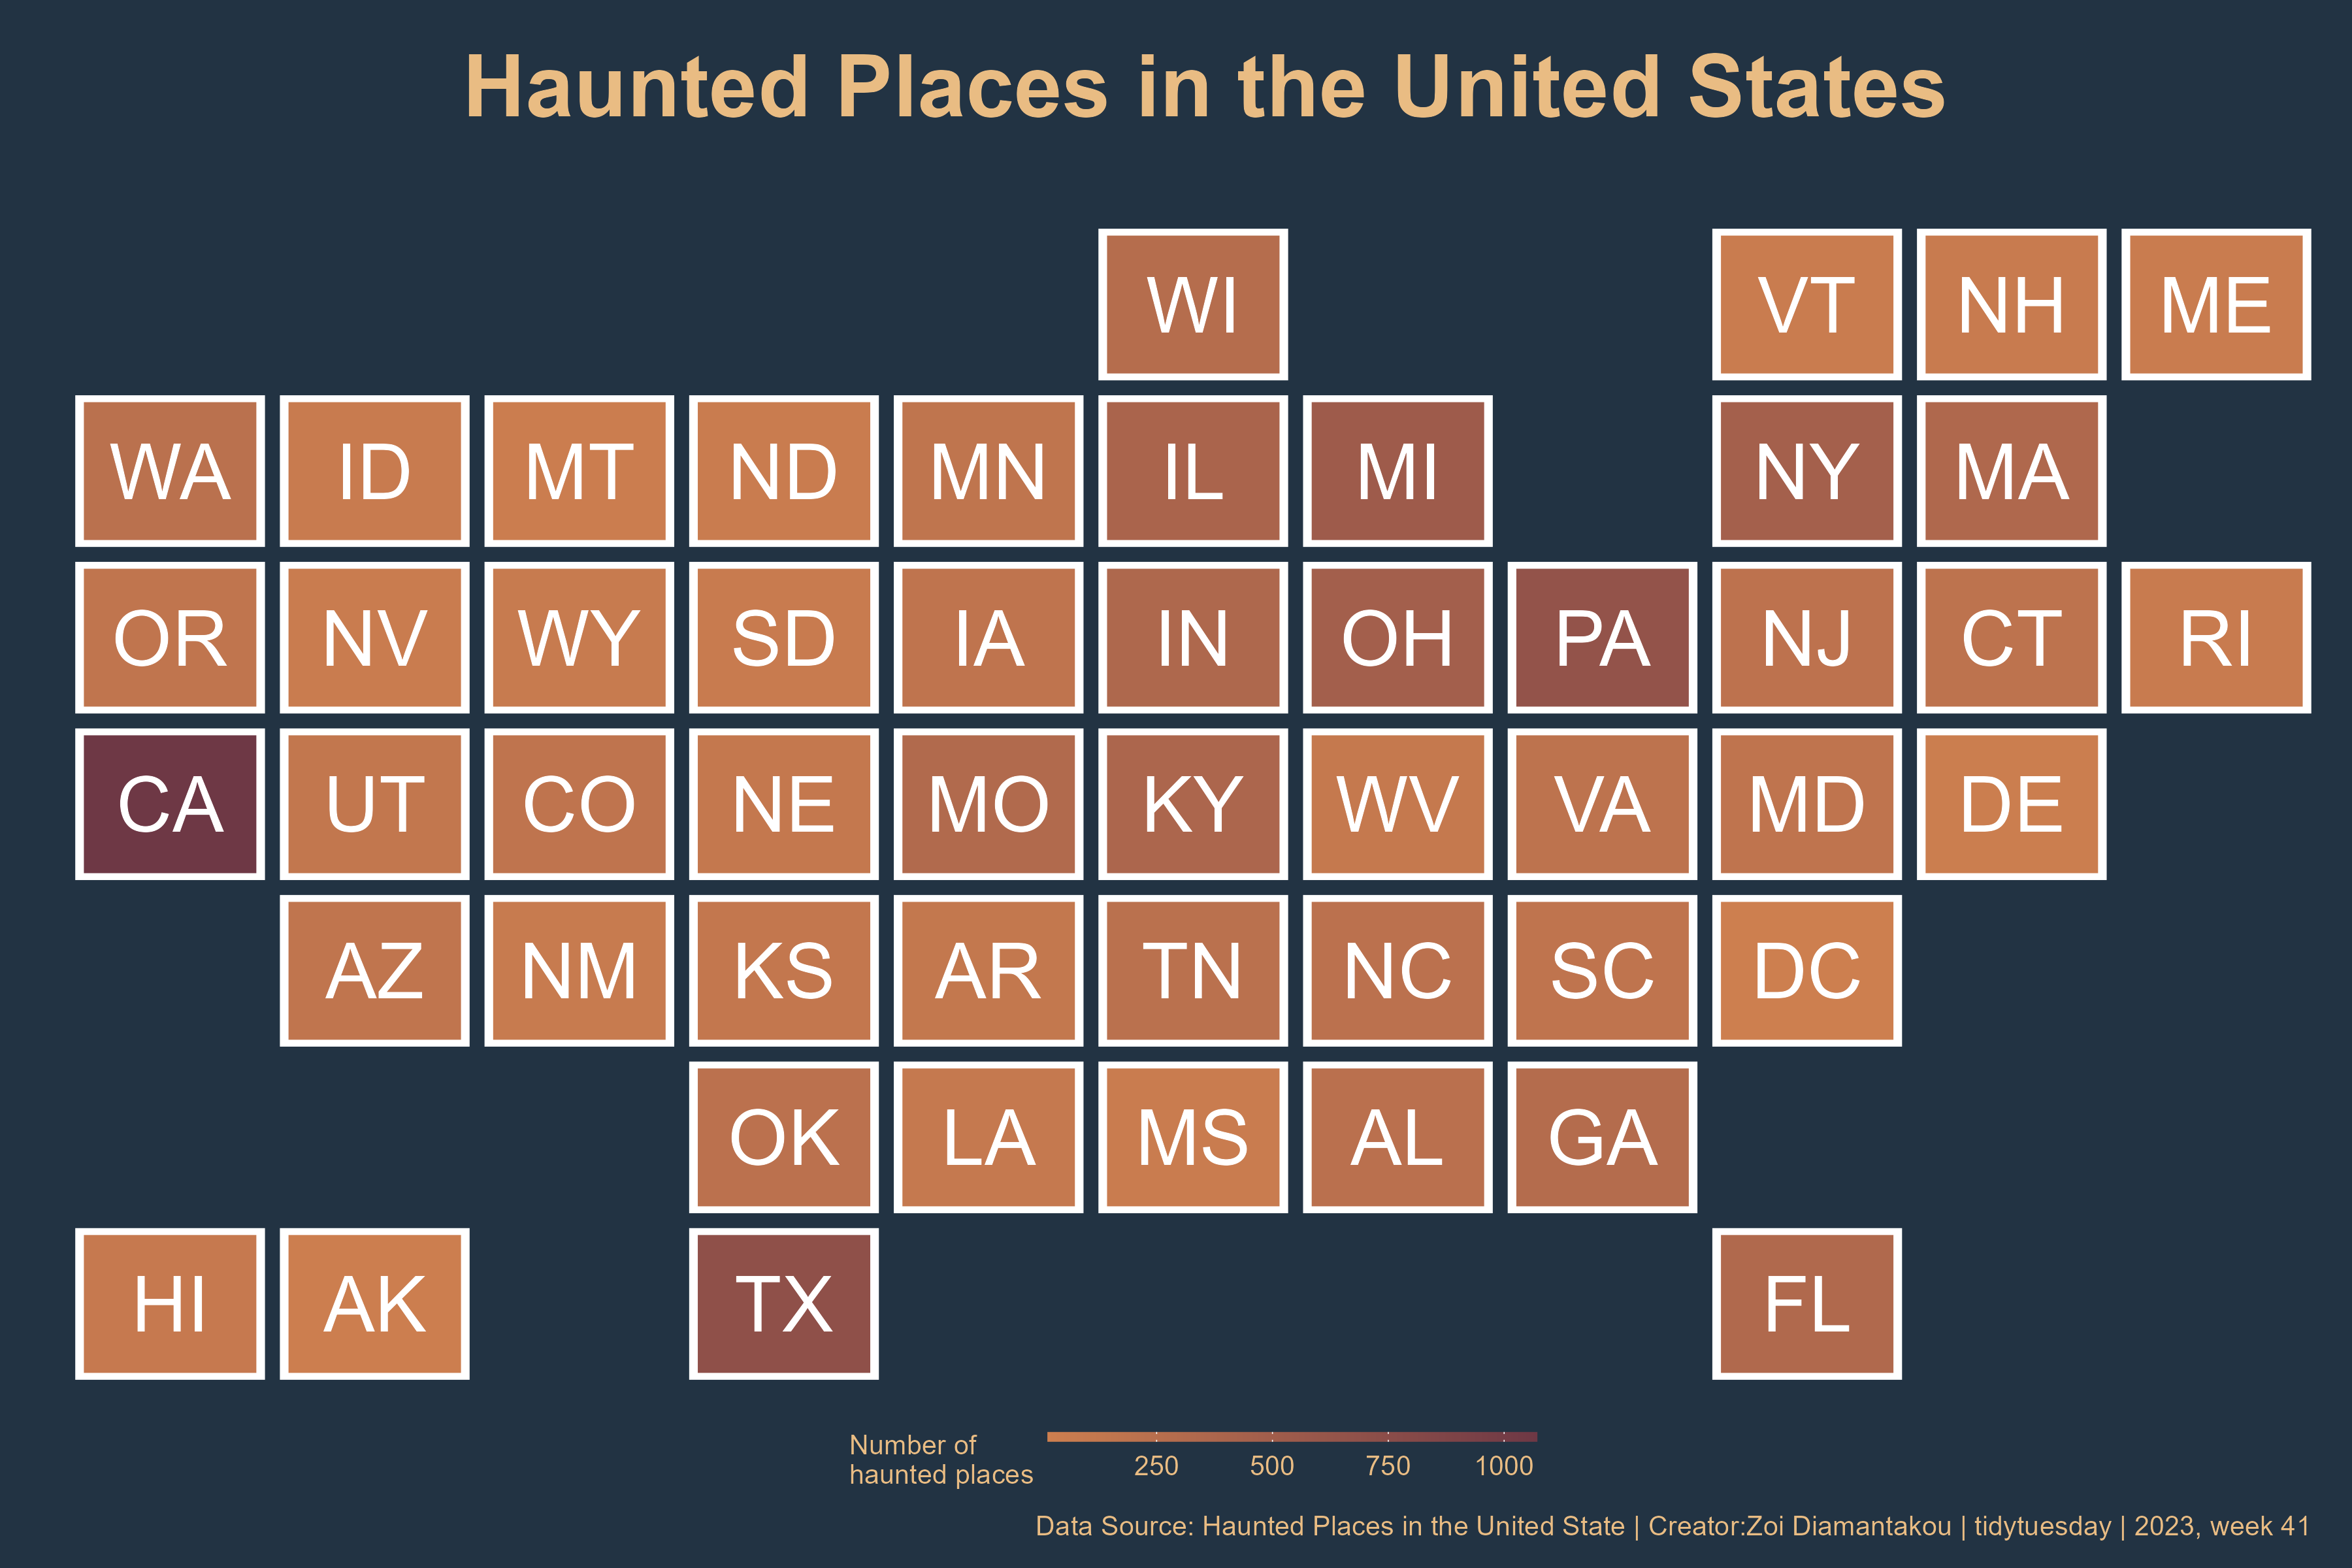 Haunted Places in the United States
WI VT NH ME
WA ID MT ND MN IL MI NY MA
OR NV WY SD IA IN OH PA NJ CT RI
CA UT CO NE MO KY WV VA MD DE
AZ NM KS AR TN NC SC DC
OK LA MS AL GA
HI AK TX FL
Number of
haunted places
250 500 750 1000
Data Source: Haunted Places in the United State | Creator:Zoi Diamantakou | tidytuesday | 2023, week 41